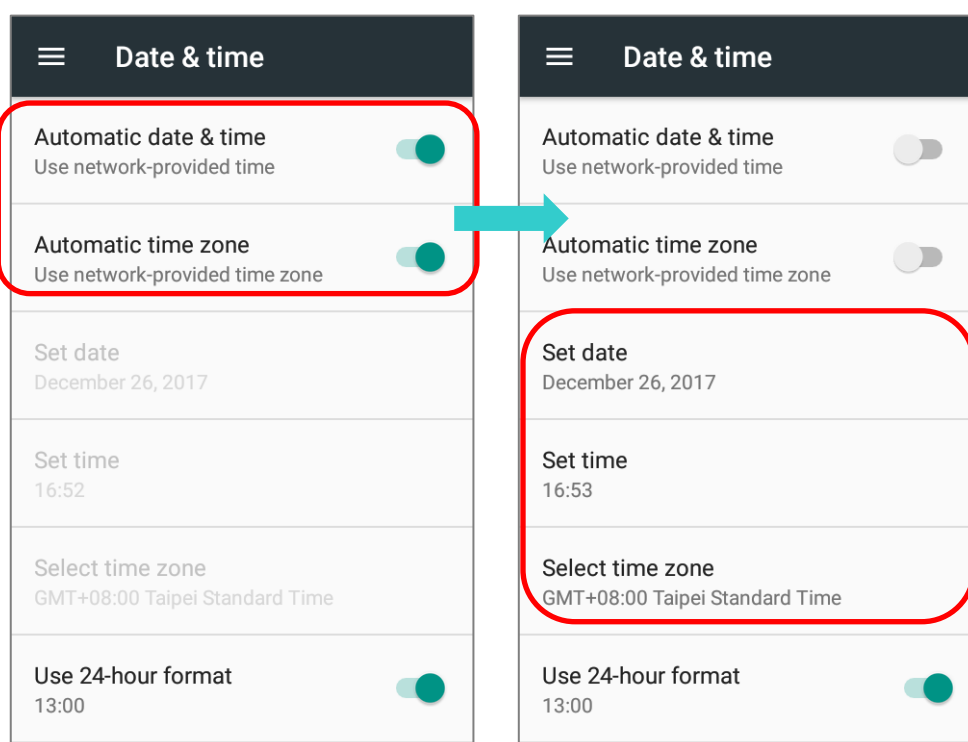 Date & time
Automatic date & time
Use network-provided time
Automatic time zone
Use network-provided time zone
Set date
December 26, 2017
Set time
16:52
Select time zone
GMT+08:00 Taipei Standard Time
Use 24-hour format
13:00
Date & time
Automatic date & time
Use network-provided time
Automatic time zone
Use network-provided time zone
Set date
December 26, 2017
Set time
16:53
Select time zone
GMT+08:00 Taipei Standard Time
Use 24-hour format
13:00